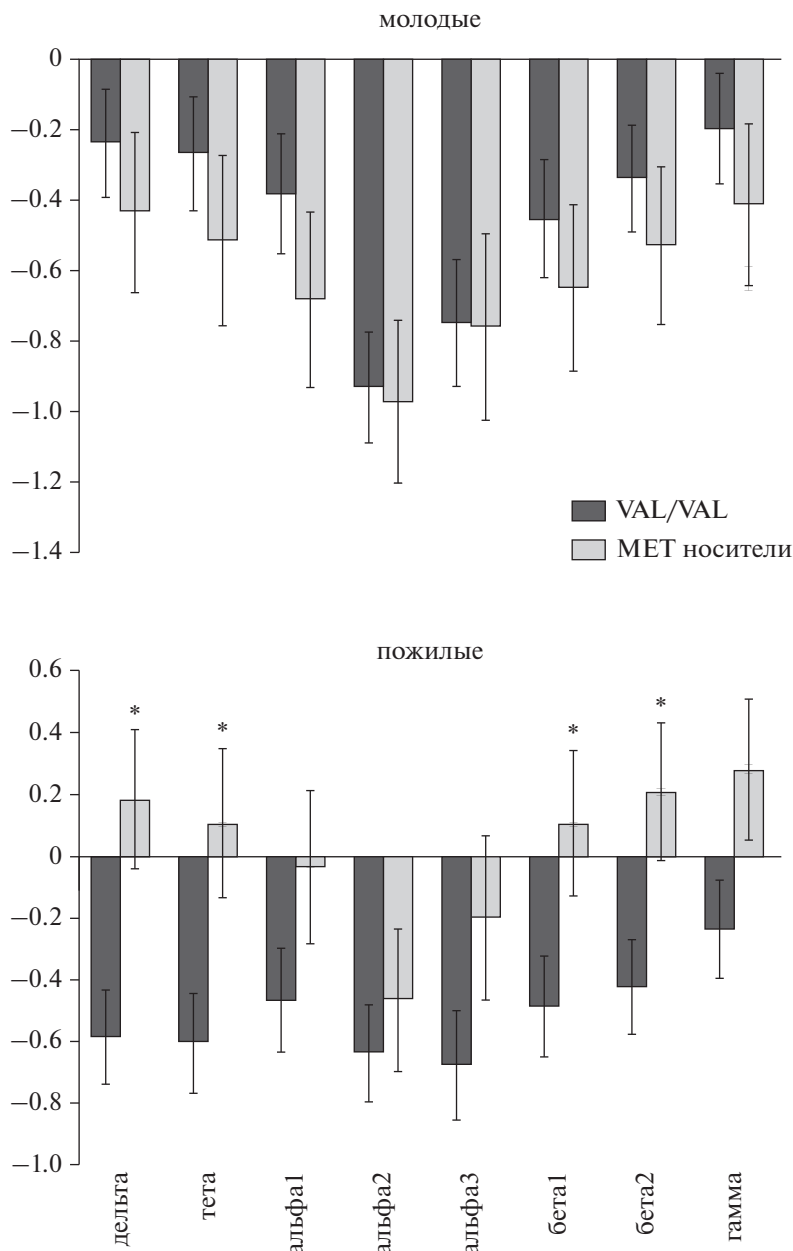 молодые
0
−0.2
−0.4
−0.6
−0.8
−1.0
−1.2
−1.4
VAL/VAL
MET носители
пожилые
0.6
0.4
0.2
0
−0.2
−0.4
−0.6
−0.8
−1.0
* * * *
дельта
тета
альфа1
альфа2
альфа3
бета1
бета2
гамма